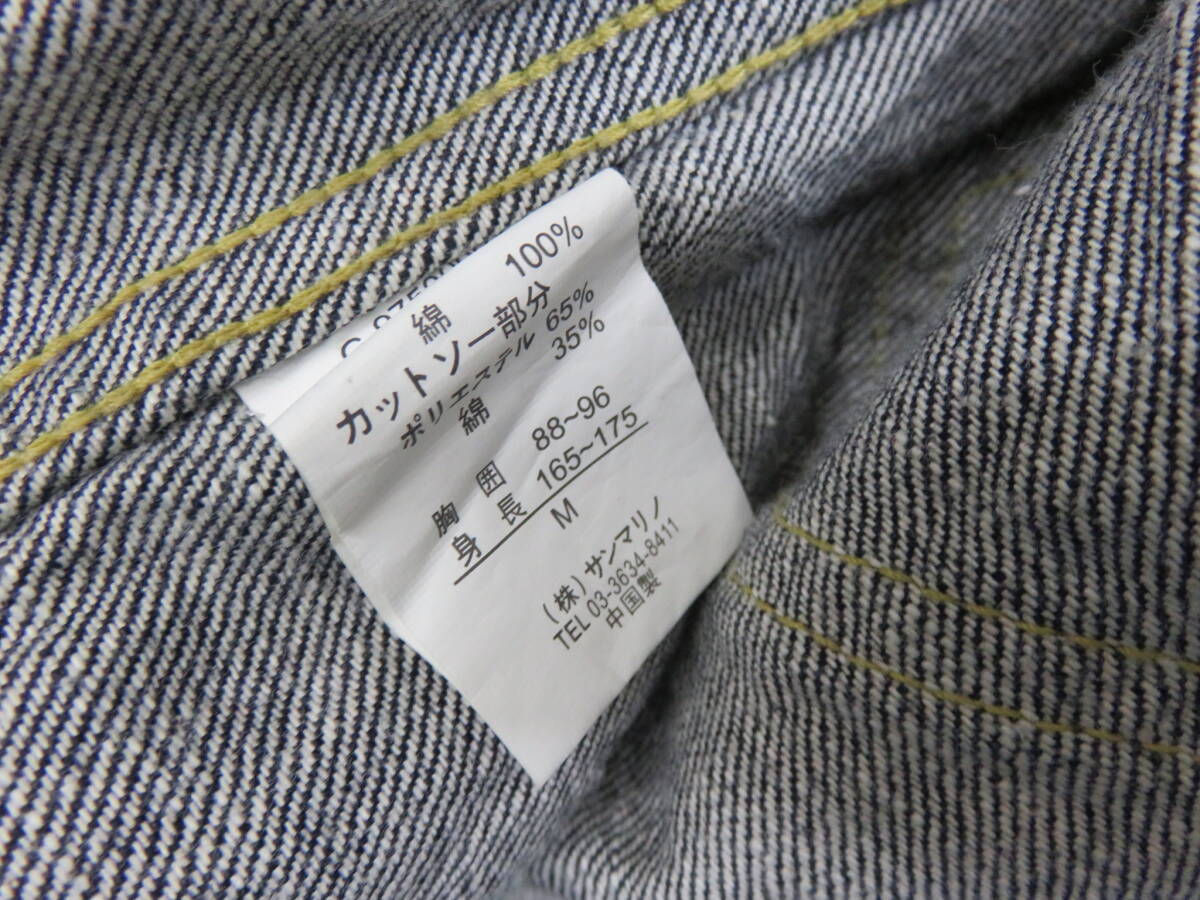 綿 100%
カットソー部分
ポリエステル 65%
綿 35%
胸囲 88~96
身長 165~175
M
(株)サンマリノ
TEL 03-3634-8411
中国製